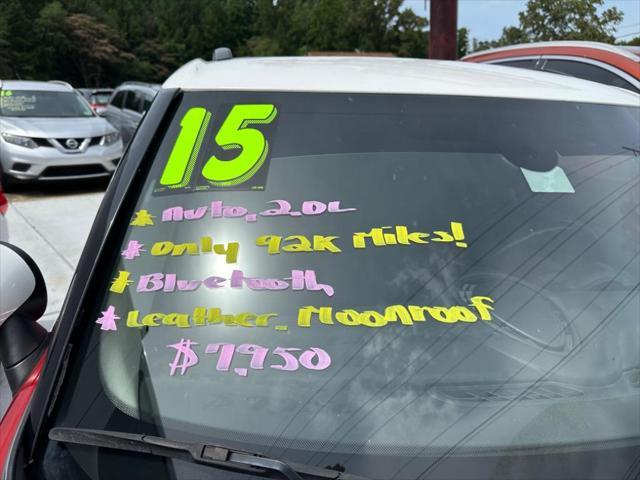 15
* Auto, 2.0L
* Only 92K Miles!
* Bluetooth,
* Leather, Moonroof
$7,950